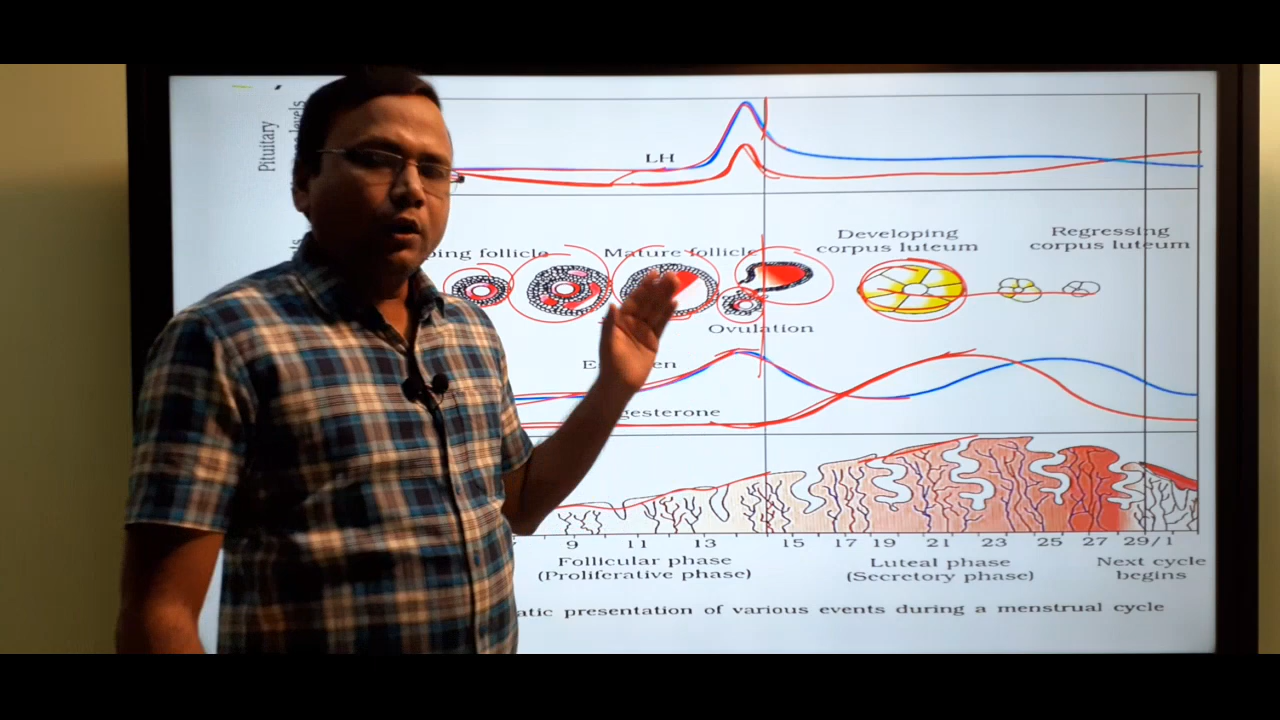 Pituitary
LH
Mature follicle
Developing
corpus luteum
Regressing
corpus luteum
Ovulation
9 11 13 15 17 19 21 23 25 27 29/1
Follicular phase
(Proliferative phase)
Luteal phase
(Secretory phase)
Next cycle
begins
presentation of various events during a menstrual cycle